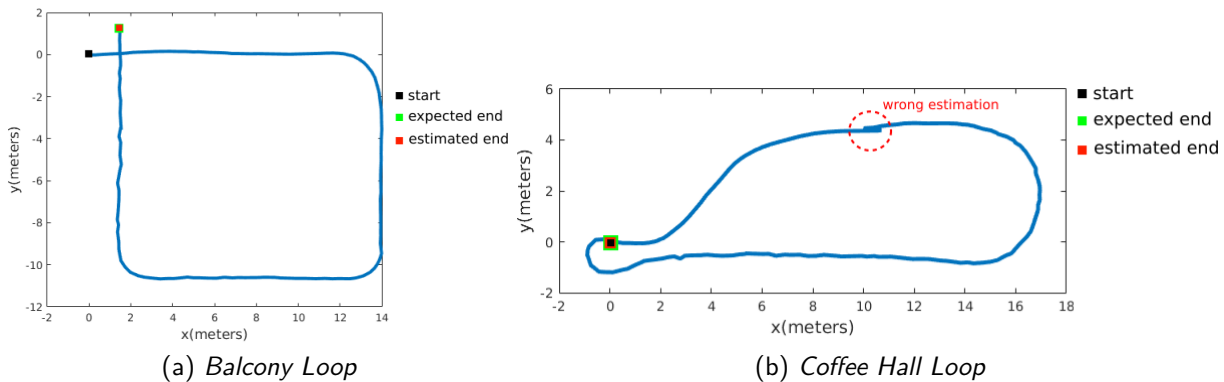 2
0
-2
-4
-6
-8
-10
-12
y(meters)
-2 0 2 4 6 8 10 12 14
x(meters)
start
expected end
estimated end
(a) Balcony Loop
6
4
2
0
-2
y(meters)
wrong estimation
-2 0 2 4 6 8 10 12 14 16 18
x(meters)
start
expected end
estimated end
(b) Coffee Hall Loop